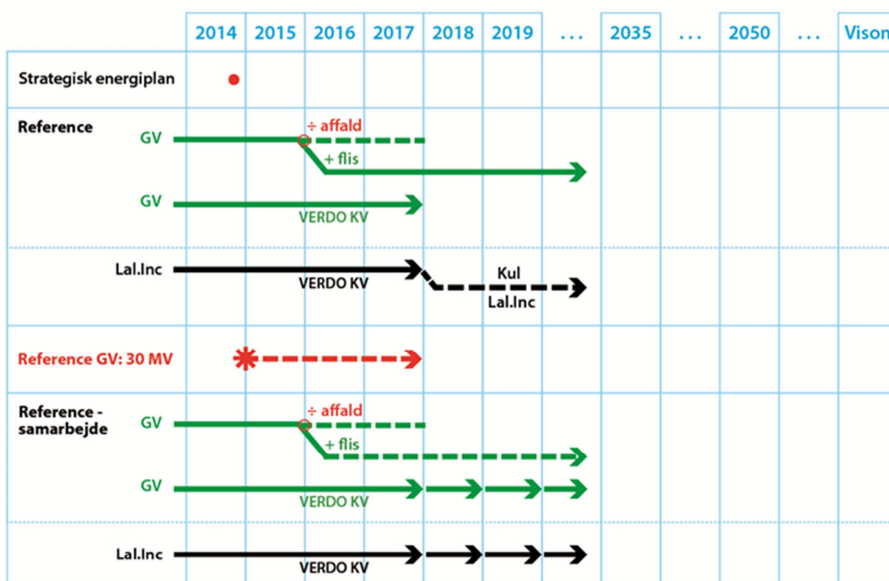 2014 2015 2016 2017 2018 2019 ... 2035 ... 2050 ... Vison
Strategisk energiplan
Reference
÷ affald
GV
+ flis
GV
VERDO KV
Lal.Inc
Kul
VERDO KV
Lal.Inc
Reference GV: 30 MV
Reference -
samarbejde
÷ affald
GV
+ flis
GV
VERDO KV
Lal.Inc
VERDO KV